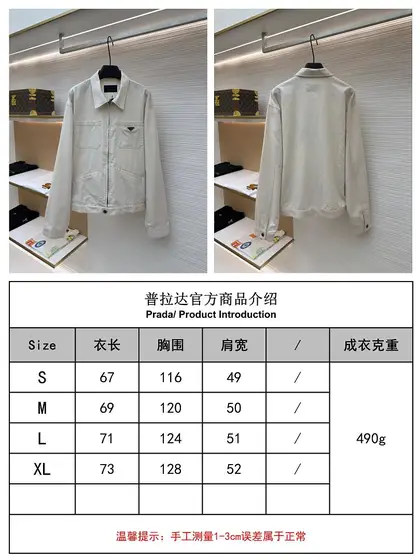 普拉达官方商品介绍
Prada/ Product Introduction
Size 衣长 胸围 肩宽 / 成衣克重
S 67 116 49 /
M 69 120 50 /
L 71 124 51 /
XL 73 128 52 /
490g
温馨提示：手工测量1-3cm误差属于正常